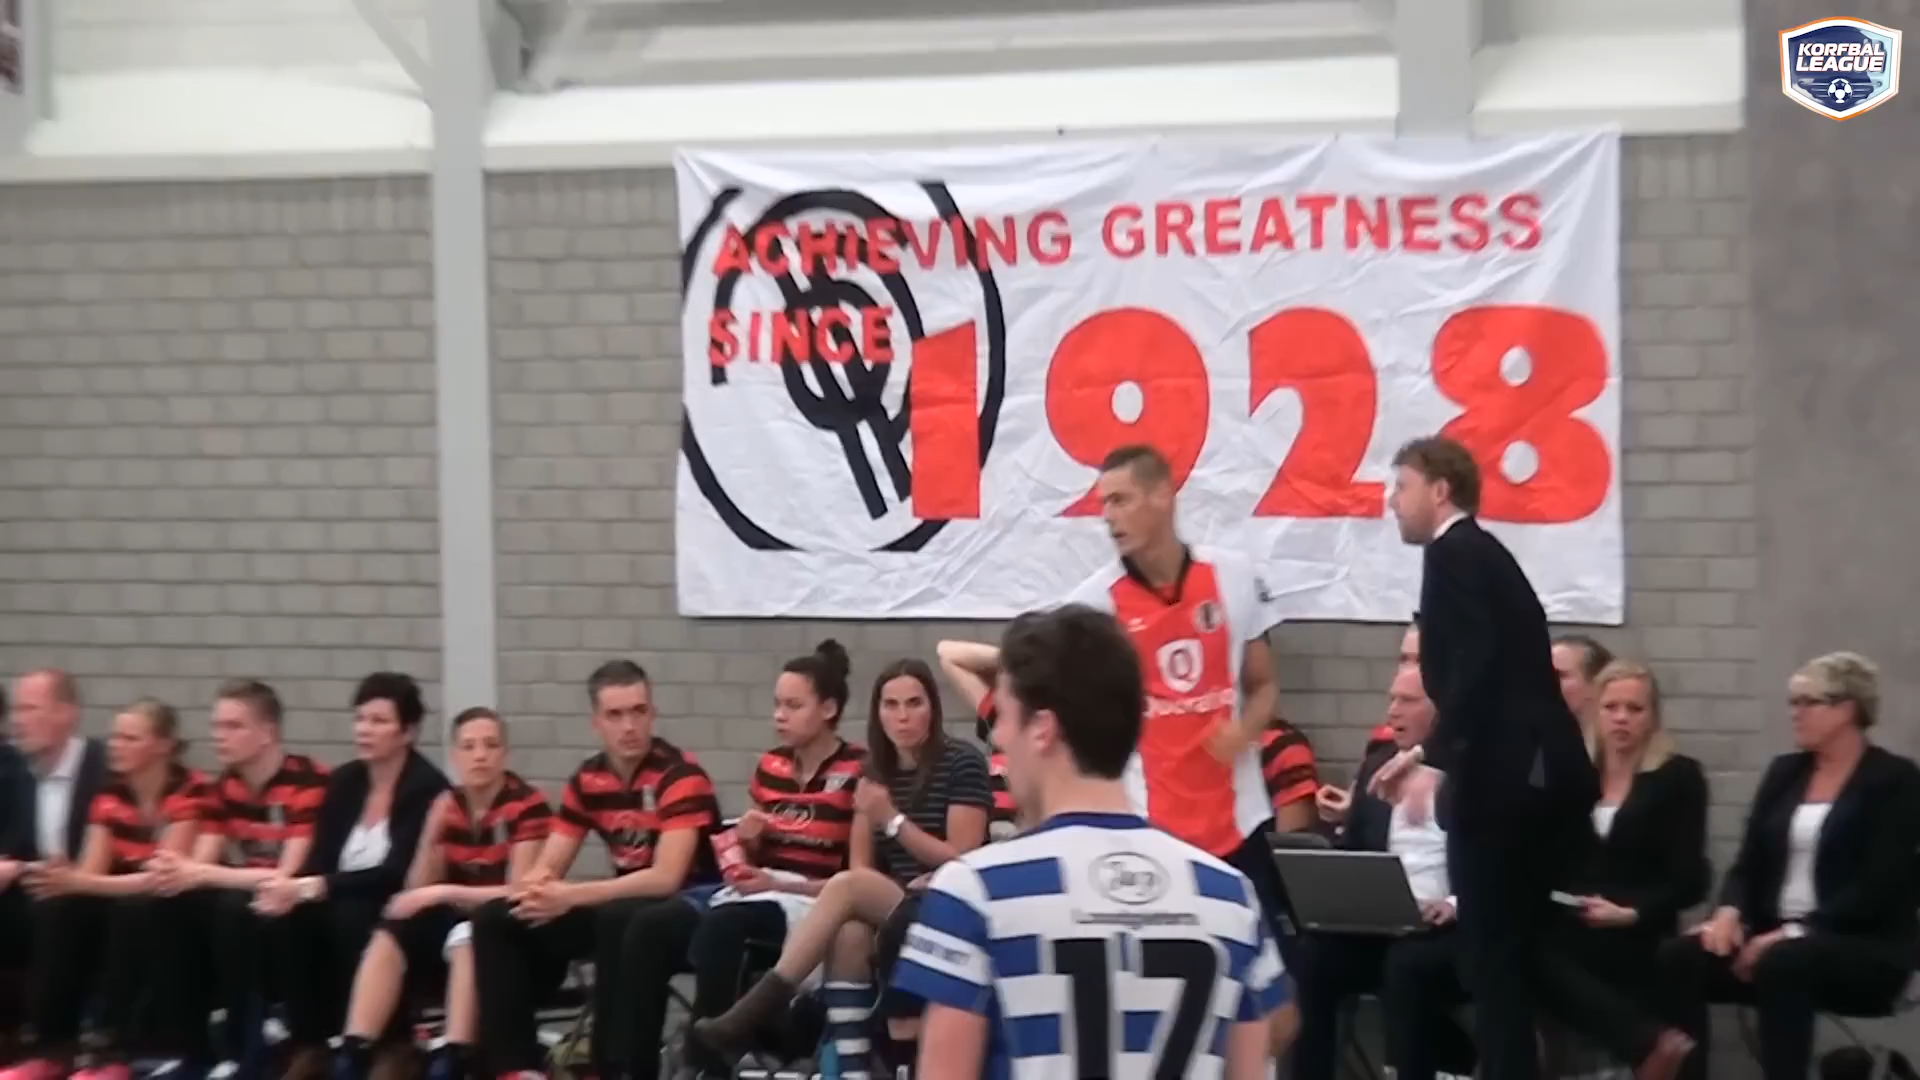 KORFBAL
LEAGUE
ACHIEVING GREATNESS
SINCE 1928
Q
17